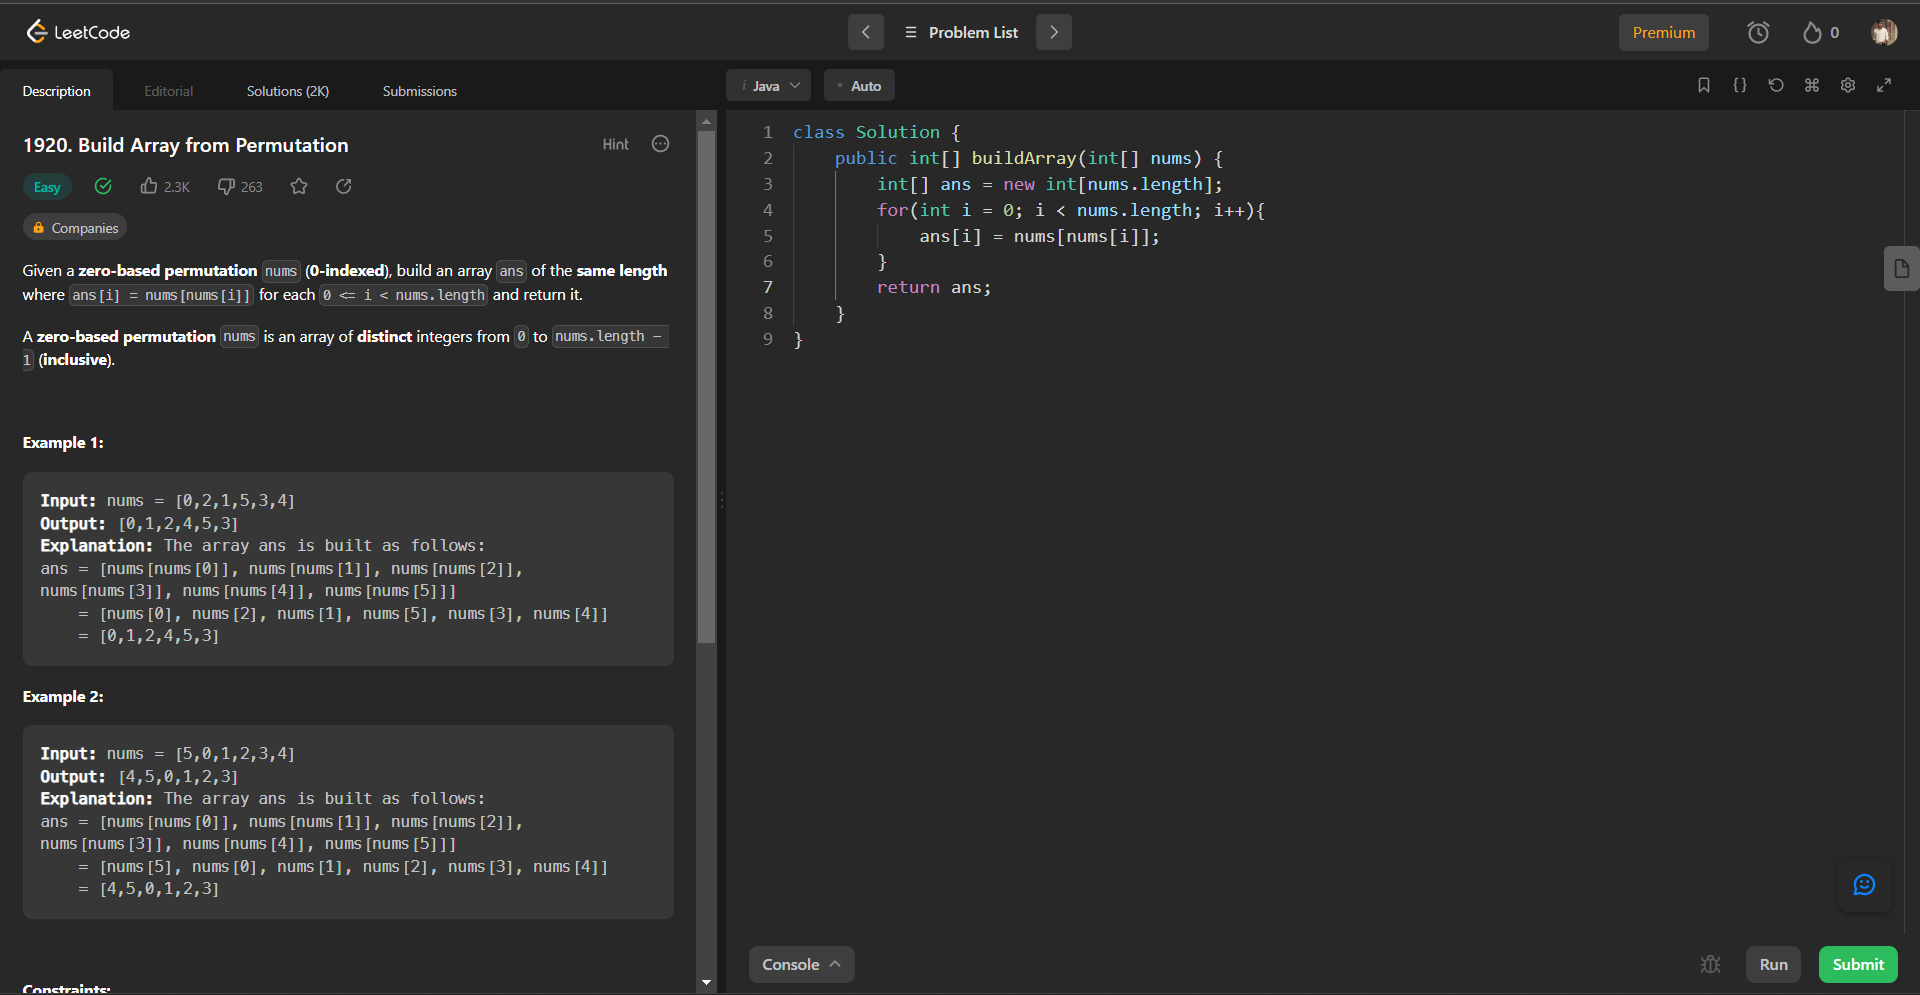 LeetCode
Problem List
Premium
0
Description
Editorial
Solutions (2K)
Submissions
1920. Build Array from Permutation
Hint
Easy
2.3K
263
Companies
Given a zero-based permutation nums (0-indexed), build an array ans of the same length
where ans[i] = nums[nums[i]] for each 0 <= i < nums.length and return it.
A zero-based permutation nums is an array of distinct integers from 0 to nums.length -
1 (inclusive).
Example 1:
Input: nums = [0,2,1,5,3,4]
Output: [0,1,2,4,5,3]
Explanation: The array ans is built as follows:
ans = [nums[nums[0]], nums[nums[1]], nums[nums[2]],
nums[nums[3]], nums[nums[4]], nums[nums[5]]]
    = [nums[0], nums[2], nums[1], nums[5], nums[3], nums[4]]
    = [0,1,2,4,5,3]
Example 2:
Input: nums = [5,0,1,2,3,4]
Output: [4,5,0,1,2,3]
Explanation: The array ans is built as follows:
ans = [nums[nums[0]], nums[nums[1]], nums[nums[2]],
nums[nums[3]], nums[nums[4]], nums[nums[5]]]
    = [nums[5], nums[0], nums[1], nums[2], nums[3], nums[4]]
    = [4,5,0,1,2,3]
Constraints:
i Java
• Auto
1 class Solution {
2     public int[] buildArray(int[] nums) {
3         int[] ans = new int[nums.length];
4         for(int i = 0; i < nums.length; i++){
5             ans[i] = nums[nums[i]];
6         }
7         return ans;
8     }
9 }
Console
Run
Submit